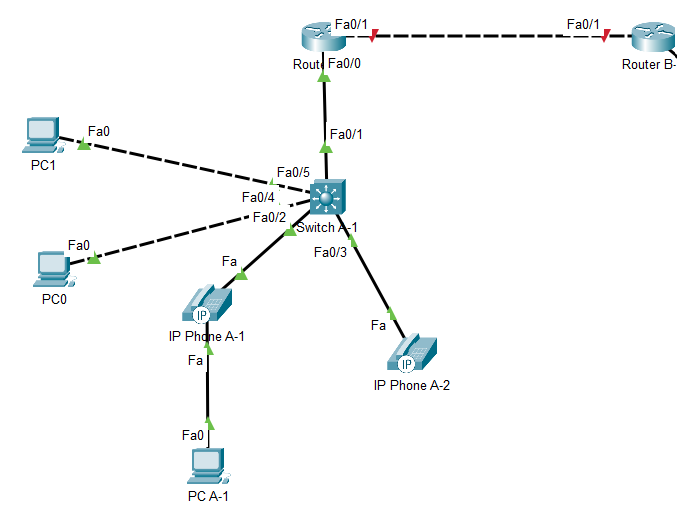 Fa0/1
Fa0/1
Route
Fa0/0
Router B-
Fa0
Fa0/1
PC1
Fa0/5
Fa0/4
Fa0/2
Switch A-1
Fa0
Fa0/3
Fa
PC0
IP
IP Phone A-1
Fa
Fa
IP
IP Phone A-2
Fa0
PC A-1